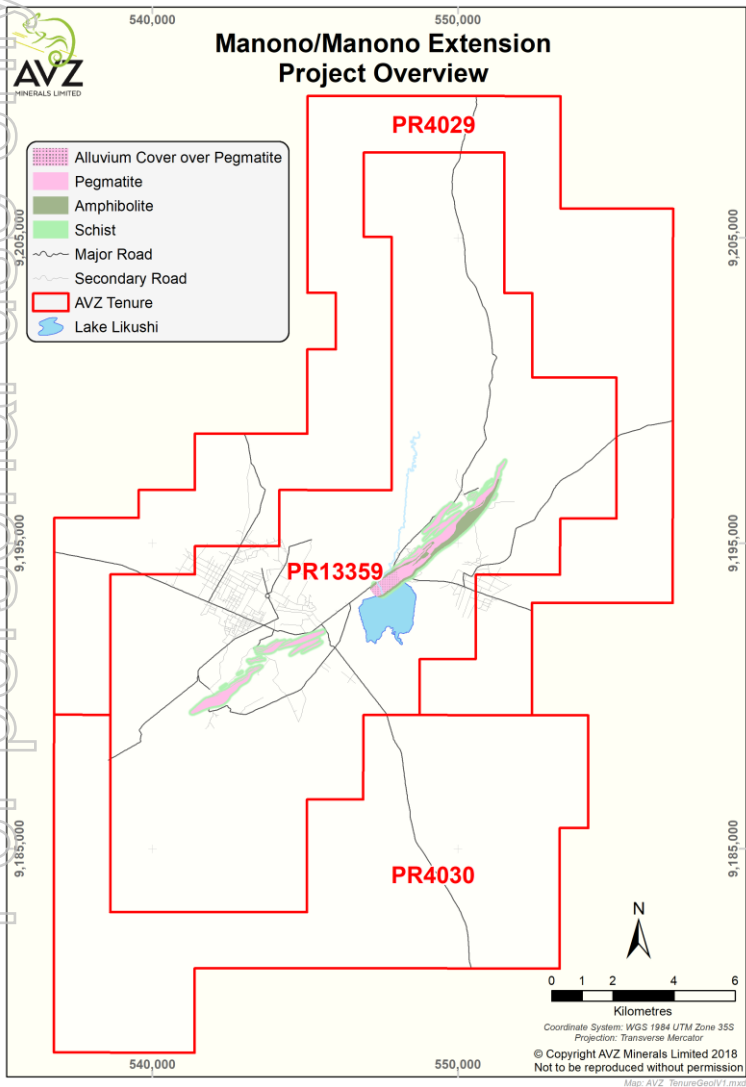 540,000
550,000
Manono/Manono Extension
Project Overview
AVZ
MINERALS LIMITED
PR4029
Alluvium Cover over Pegmatite
Pegmatite
Amphibolite
Schist
Major Road
Secondary Road
AVZ Tenure
Lake Likushi
9,205,000
9,205,000
9,195,000
9,195,000
PR13359
9,185,000
9,185,000
PR4030
N
0 1 2 4 6
Kilometres
Coordinate System: WGS 1984 UTM Zone 35S
Projection: Transverse Mercator
© Copyright AVZ Minerals Limited 2018
Not to be reproduced without permission
540,000
550,000
Map: AVZ_TenureGeolV1.mxd